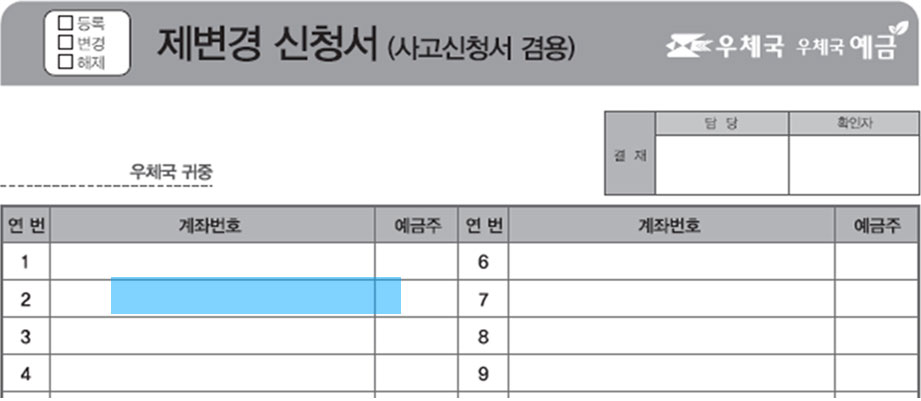 등록
변경
해제
제변경 신청서 (사고신청서 겸용)
우체국 우체국 예금
결 재 담 당 확인자
우체국 귀중
연 번 계좌번호 예금주 연 번 계좌번호 예금주
1 6
2 7
3 8
4 9